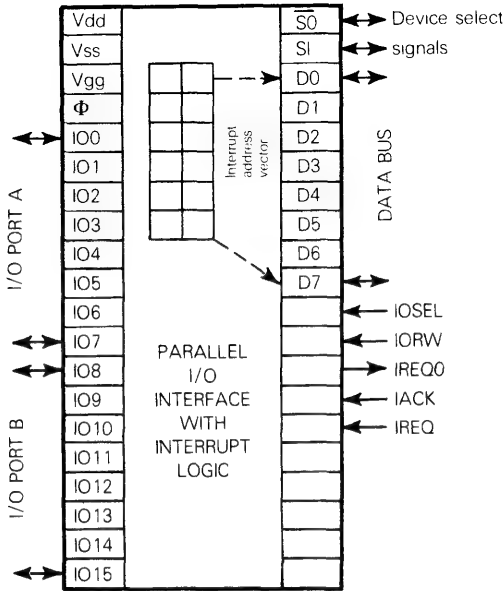 Vdd
Vss
Vgg
Φ
IO0
IO1
IO2
IO3
IO4
IO5
IO6
IO7
IO8
IO9
IO10
IO11
IO12
IO13
IO14
IO15
I/O PORT A
I/O PORT B
Interrupt
address
vector
PARALLEL
I/O
INTERFACE
WITH
INTERRUPT
LOGIC
S̅0̅
SI
D0
D1
D2
D3
D4
D5
D6
D7
Device select
signals
DATA BUS
IOSEL
IORW
IREQ0
IACK
IREQ